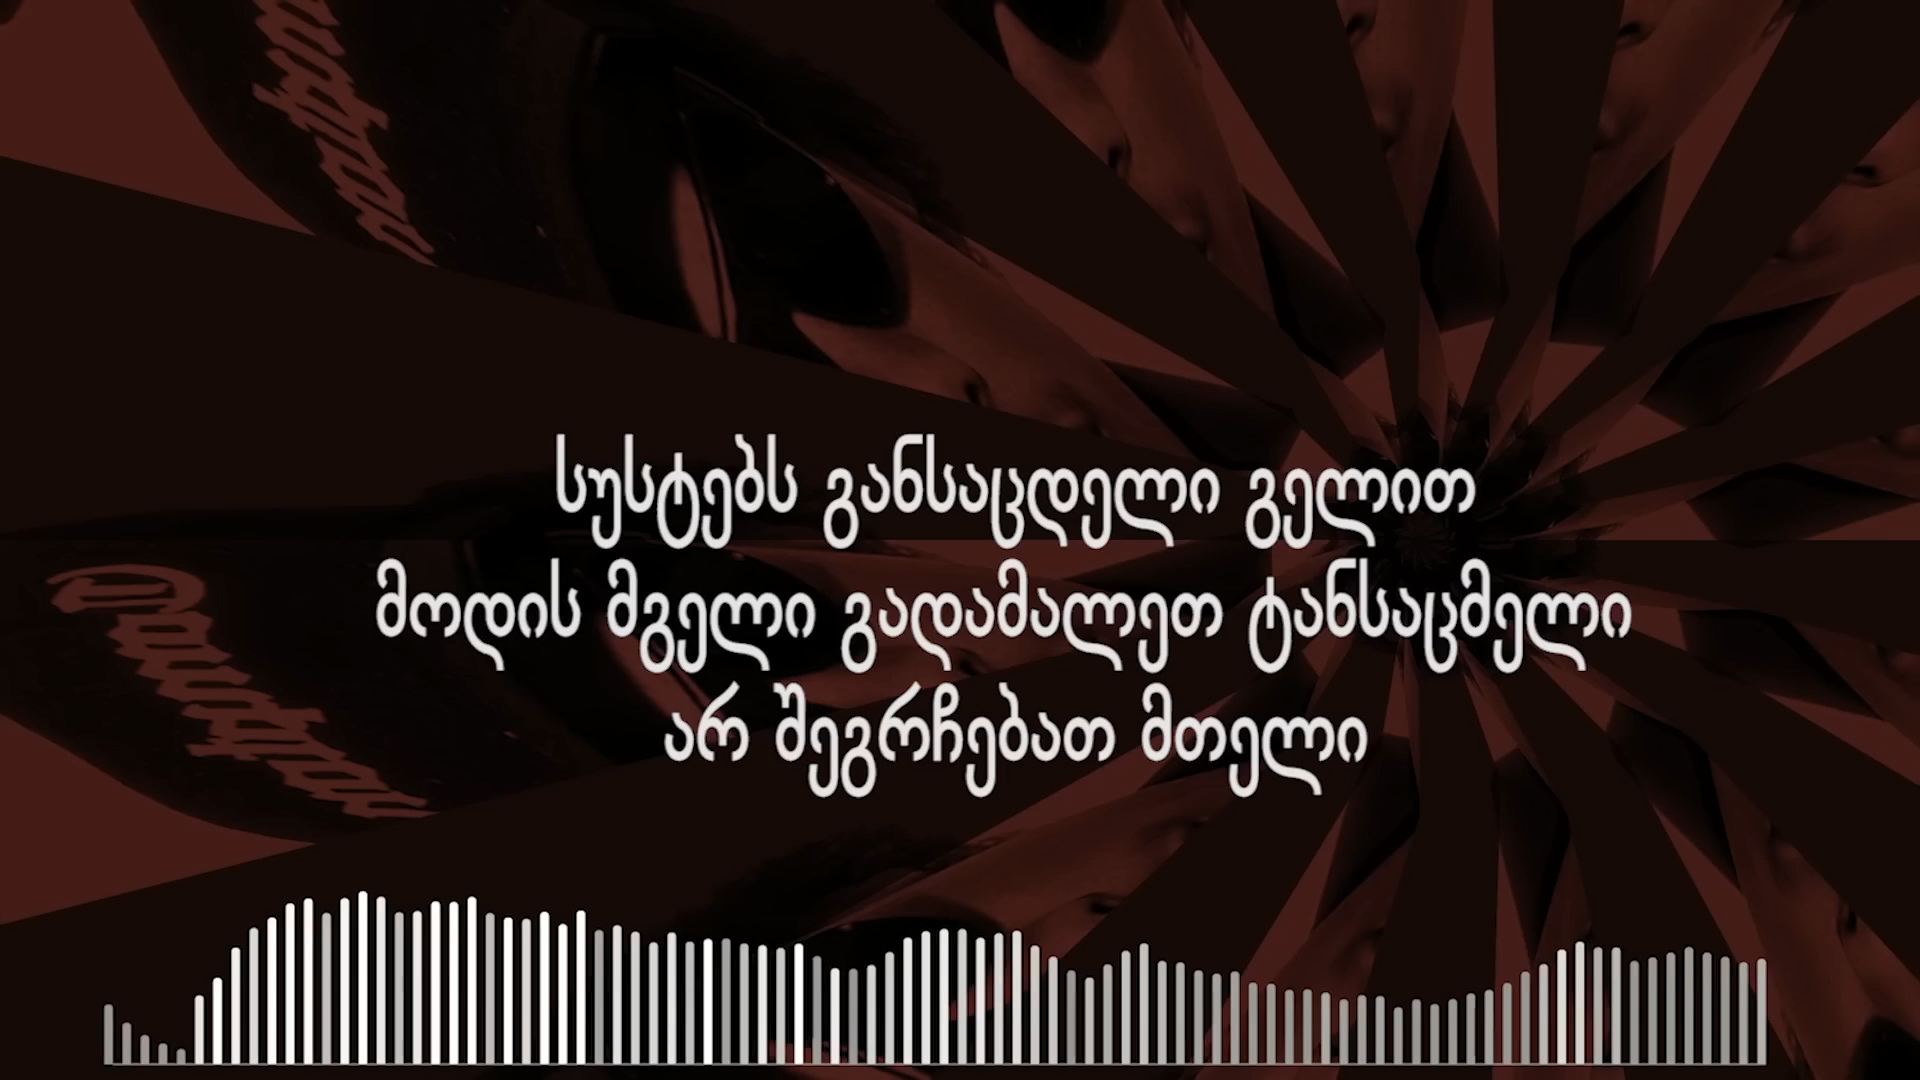 სუსტებს განსაცდელი გელით
მოდის მგელი გადამალეთ ტანსაცმელი
არ შეგრჩებათ მთელი